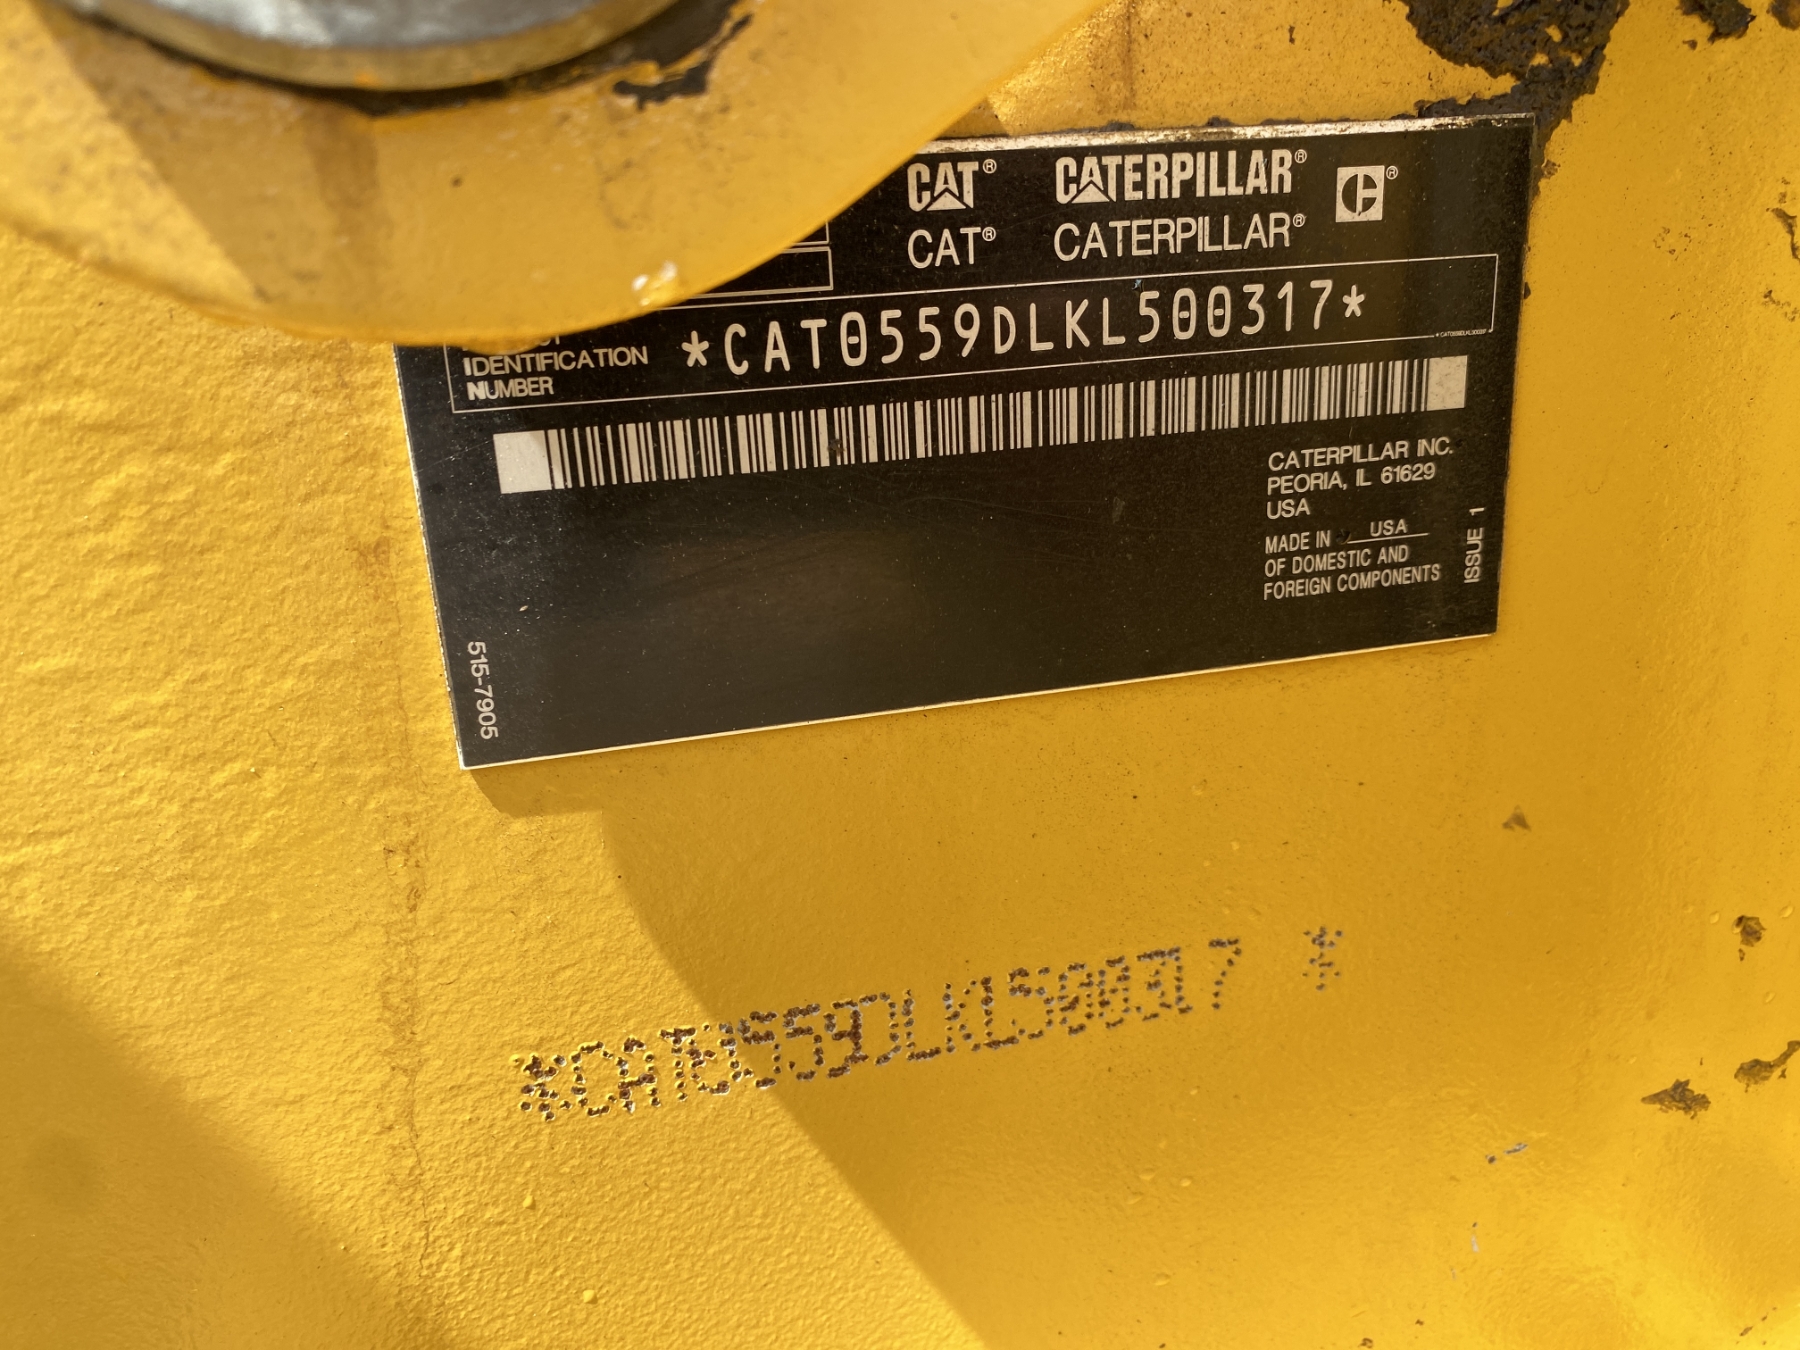 CAT® CATERPILLAR® C®
CAT® CATERPILLAR®
IDENTIFICATION
NUMBER
*CAT0559DLKL500317*
*CAT0559DLKL500317*
CATERPILLAR INC.
PEORIA, IL 61629
USA
MADE IN USA
OF DOMESTIC AND
FOREIGN COMPONENTS
ISSUE 1
515-7905
*CAT0559DLKL500317 *